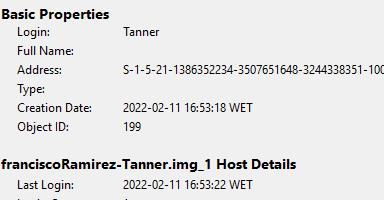 Basic Properties
Login: Tanner
Full Name:
Address: S-1-5-21-1386352234-3507651648-3244338351-100
Type:
Creation Date: 2022-02-11 16:53:18 WET
Object ID: 199
franciscoRamirez-Tanner.img_1 Host Details
Last Login: 2022-02-11 16:53:22 WET